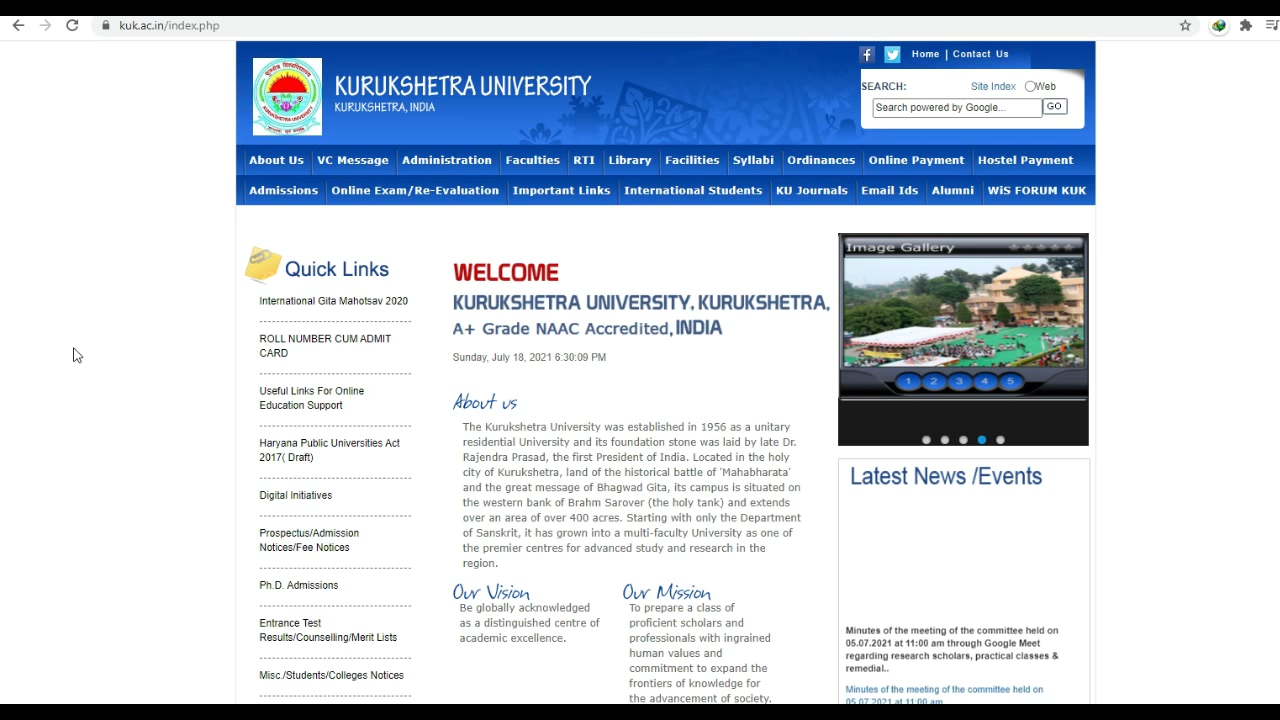 kuk.ac.in/index.php
KURUKSHETRA UNIVERSITY
KURUKSHETRA, INDIA
Home | Contact Us
SEARCH: Site Index Web
Search powered by Google... GO
About Us VC Message Administration Faculties RTI Library Facilities Syllabi Ordinances Online Payment Hostel Payment
Admissions Online Exam/Re-Evaluation Important Links International Students KU Journals Email Ids Alumni WiS FORUM KUK
Quick Links
International Gita Mahotsav 2020
ROLL NUMBER CUM ADMIT
CARD
Useful Links For Online
Education Support
Haryana Public Universities Act
2017( Draft)
Digital Initiatives
Prospectus/Admission
Notices/Fee Notices
Ph.D. Admissions
Entrance Test
Results/Counselling/Merit Lists
Misc./Students/Colleges Notices
WELCOME
KURUKSHETRA UNIVERSITY, KURUKSHETRA,
A+ Grade NAAC Accredited, INDIA
Sunday, July 18, 2021 6:30:09 PM
About us
The Kurukshetra University was established in 1956 as a unitary
residential University and its foundation stone was laid by late Dr.
Rajendra Prasad, the first President of India. Located in the holy
city of Kurukshetra, land of the historical battle of 'Mahabharata'
and the great message of Bhagwad Gita, its campus is situated on
the western bank of Brahm Sarover (the holy tank) and extends
over an area of over 400 acres. Starting with only the Department
of Sanskrit, it has grown into a multi-faculty University as one of
the premier centres for advanced study and research in the
region.
Our Vision
Be globally acknowledged
as a distinguished centre of
academic excellence.
Our Mission
To prepare a class of
proficient scholars and
professionals with ingrained
human values and
commitment to expand the
frontiers of knowledge for
the advancement of society.
Image Gallery
1 2 3 4 5
Latest News /Events
Minutes of the meeting of the committee held on
05.07.2021 at 11:00 am through Google Meet
regarding research scholars, practical classes &
remedial..
Minutes of the meeting of the committee held on
05.07.2021 at 11:00 am